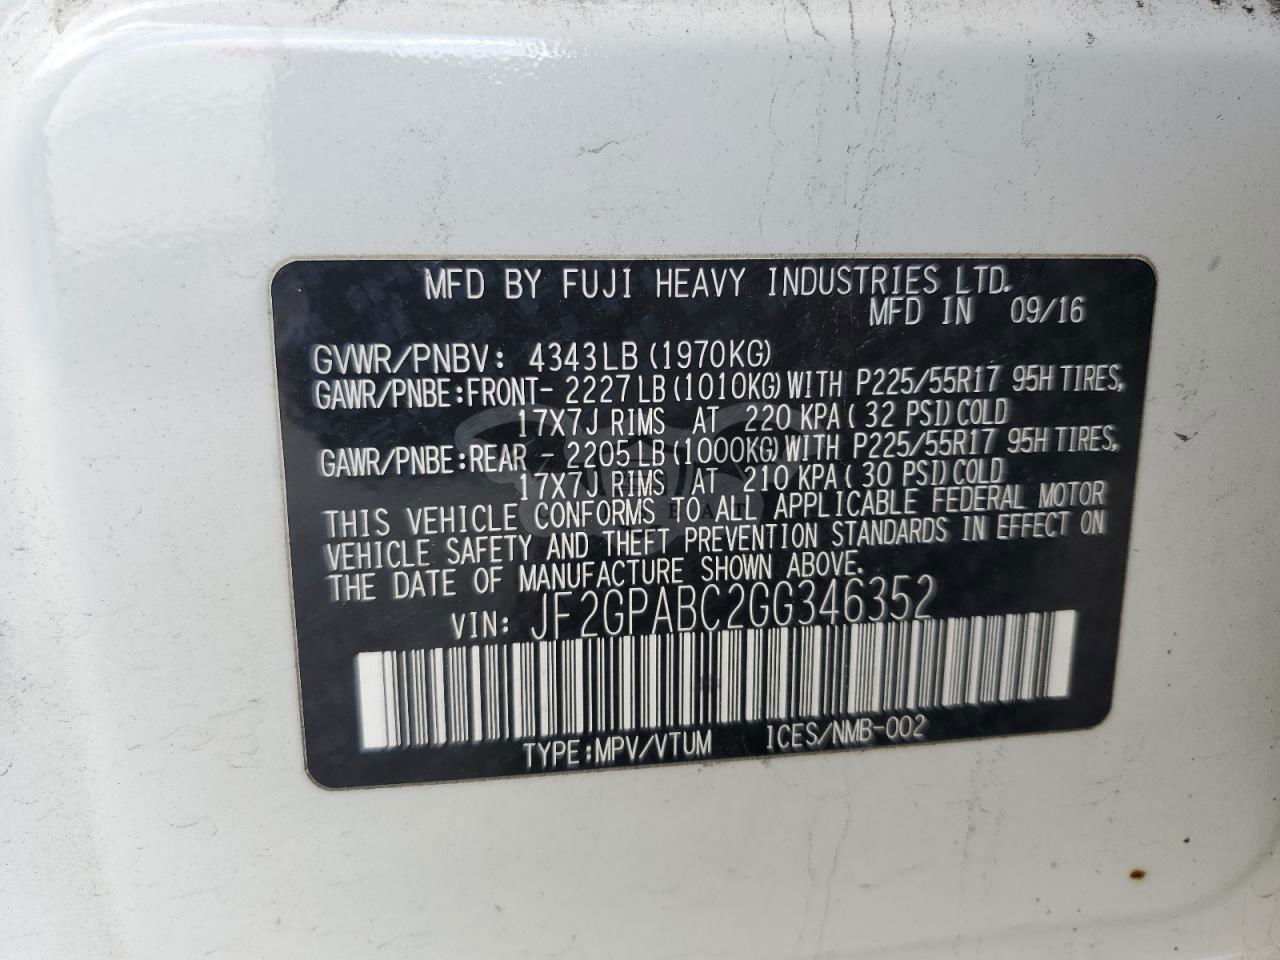 MFD BY FUJI HEAVY INDUSTRIES LTD.
MFD IN 09/16
GVWR/PNBV: 4343LB (1970KG)
GAWR/PNBE:FRONT- 2227LB (1010KG) WITH P225/55R17 95H TIRES,
17X7J RIMS AT 220 KPA( 32 PSI) COLD
GAWR/PNBE:REAR - 2205LB (1000KG) WITH P225/55R17 95H TIRES,
17X7J RIMS AT 210 KPA( 30 PSI) COLD
THIS VEHICLE CONFORMS TO ALL APPLICABLE FEDERAL MOTOR
VEHICLE SAFETY AND THEFT PREVENTION STANDARDS IN EFFECT ON
THE DATE OF MANUFACTURE SHOWN ABOVE.
VIN: JF2GPABC2GG346352
TYPE:MPV/VTUM ICES/NMB-002